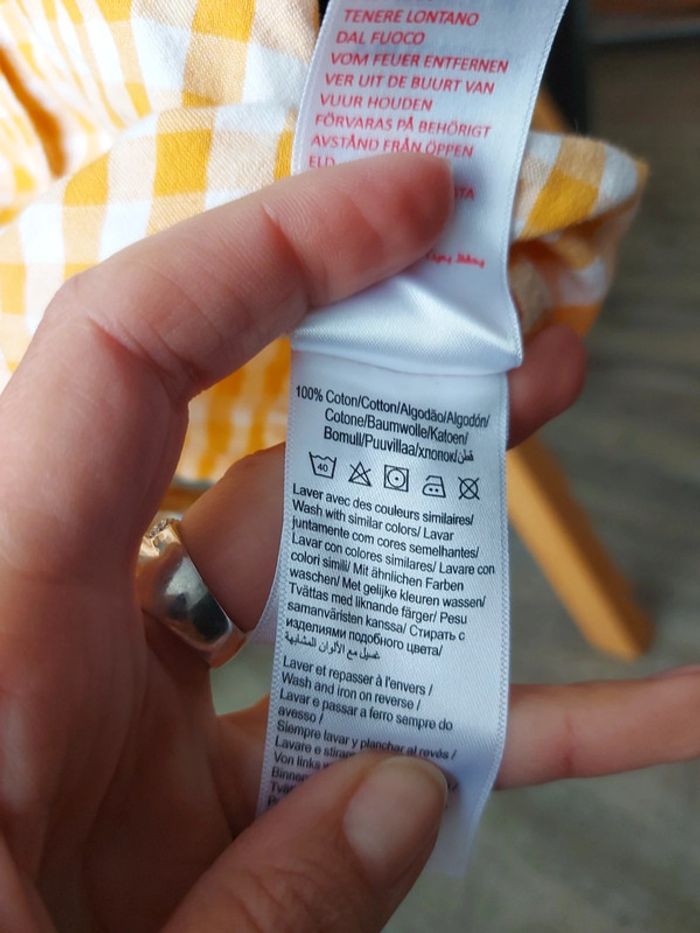 TENERE LONTANO
DAL FUOCO
VOM FEUER ENTFERNEN
VER UIT DE BUURT VAN
VUUR HOUDEN
FÖRVARAS PÅ BEHÖRIGT
AVSTÅND FRÅN ÖPPEN
ELD
100% Coton/Cotton/Algodão/Algodón/
Cotone/Baumwolle/Katoen/
Bomull/Puuvillaa/хлопок/قطن
40
Laver avec des couleurs similaires/
Wash with similar colors/ Lavar
juntamente com cores semelhantes/
Lavar con colores similares/ Lavare con
colori simili/ Mit ähnlichen Farben
waschen/ Met gelijke kleuren wassen/
Tvättas med liknande färger/ Pesu
samanväristen kanssa/ Стирать с
изделиями подобного цвета/
غسيل مع الألوان المشابهة
Laver et repasser à l'envers /
Wash and iron on reverse /
Lavar e passar a ferro sempre do
avesso /
Siempre lavar y planchar al revés /
Lavare e
Von links